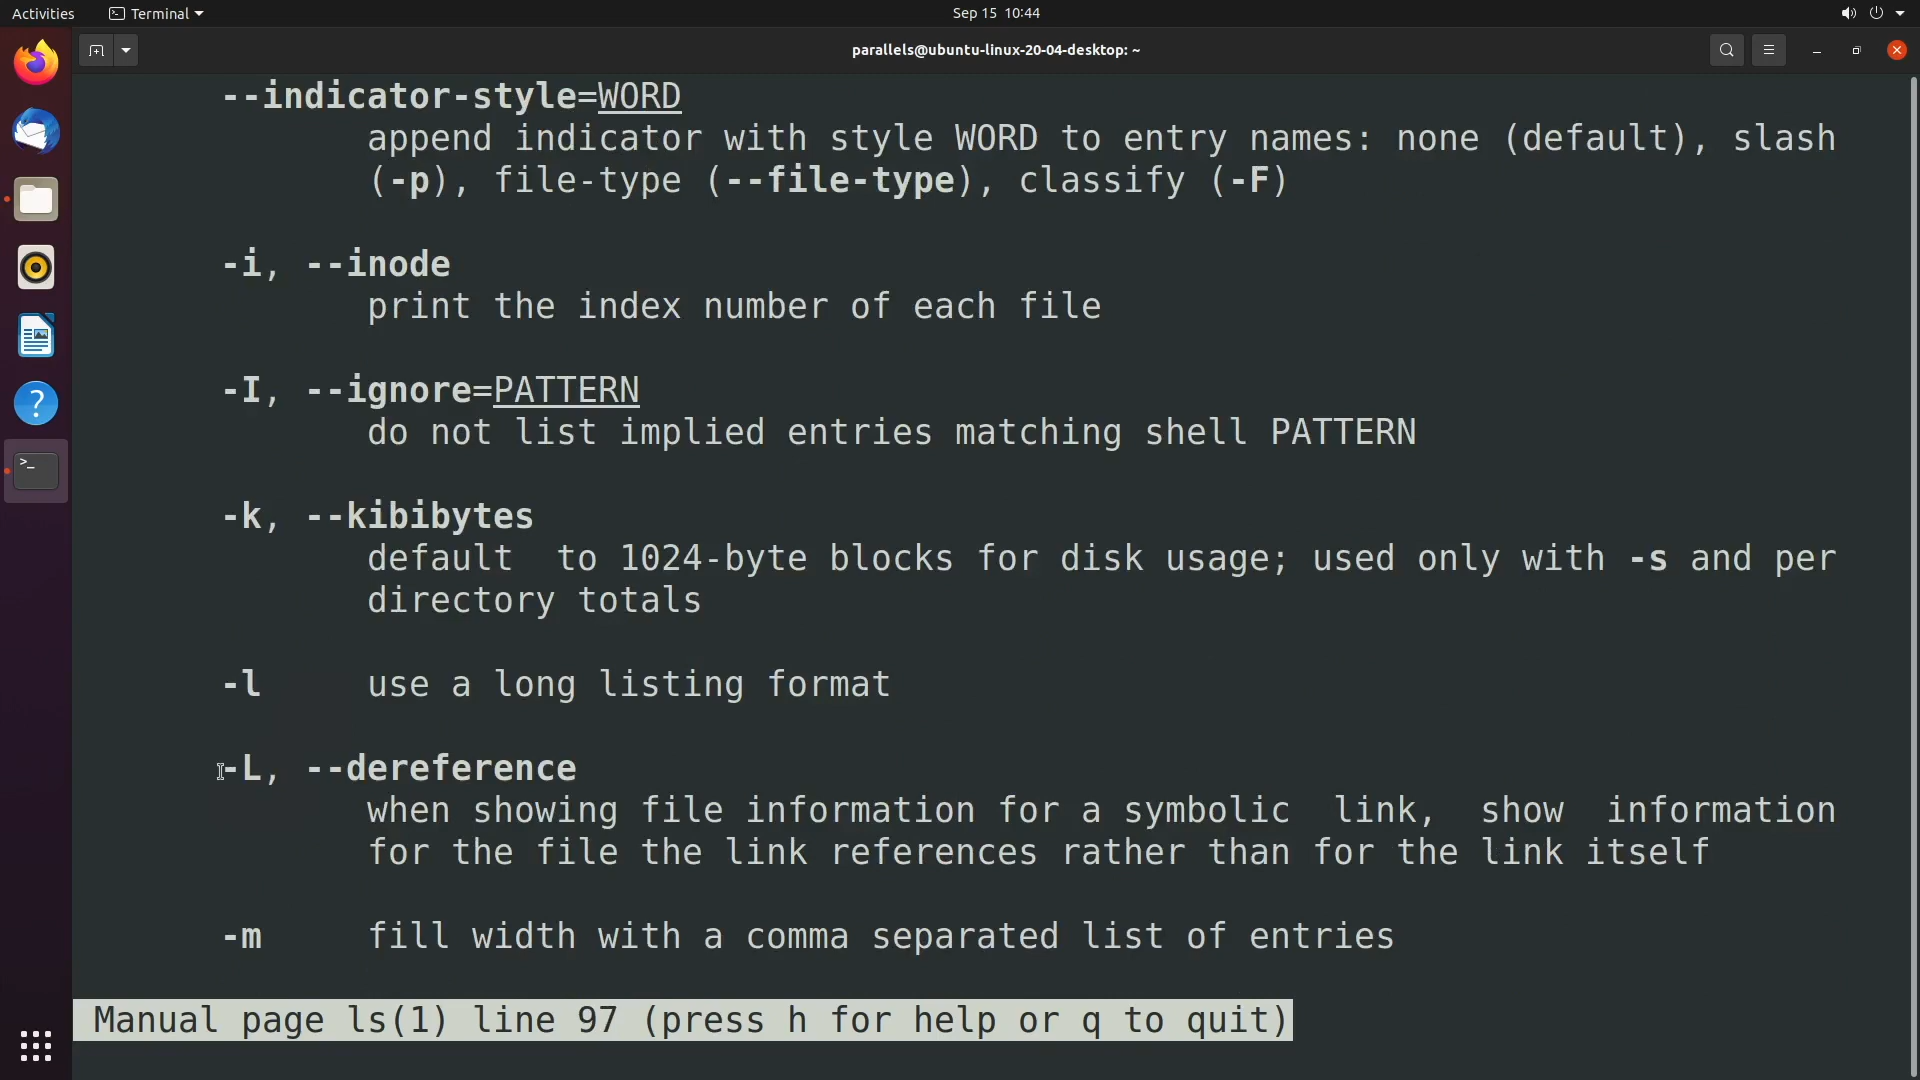 Activities
Terminal
Sep 15 10:44
parallels@ubuntu-linux-20-04-desktop: ~
--indicator-style=WORD
append indicator with style WORD to entry names: none (default), slash
(-p), file-type (--file-type), classify (-F)
-i, --inode
print the index number of each file
-I, --ignore=PATTERN
do not list implied entries matching shell PATTERN
-k, --kibibytes
default  to 1024-byte blocks for disk usage; used only with -s and per
directory totals
-l     use a long listing format
-L, --dereference
when showing file information for a symbolic  link,  show  information
for the file the link references rather than for the link itself
-m     fill width with a comma separated list of entries
Manual page ls(1) line 97 (press h for help or q to quit)